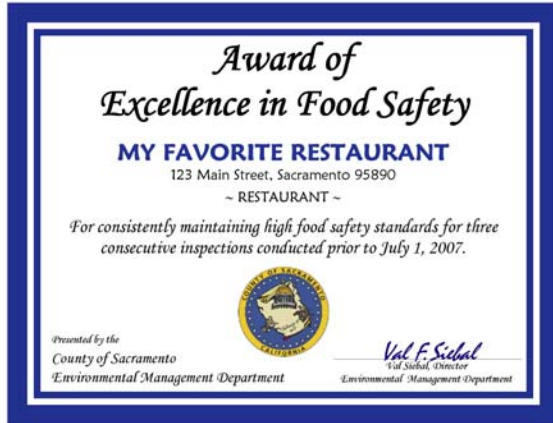 Award of
Excellence in Food Safety
MY FAVORITE RESTAURANT
123 Main Street, Sacramento 95890
~ RESTAURANT ~
For consistently maintaining high food safety standards for three
consecutive inspections conducted prior to July 1, 2007.
COUNTY OF SACRAMENTO
CALIFORNIA
Presented by the
County of Sacramento
Environmental Management Department
Val F. Siebal
Val Siebal, Director
Environmental Management Department